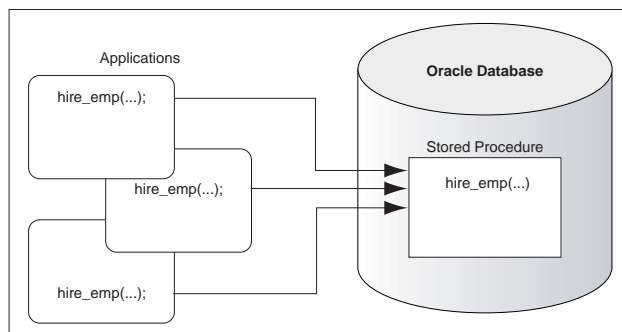 Applications
hire_emp(...);
hire_emp(...);
hire_emp(...);
Oracle Database
Stored Procedure
hire_emp(...)